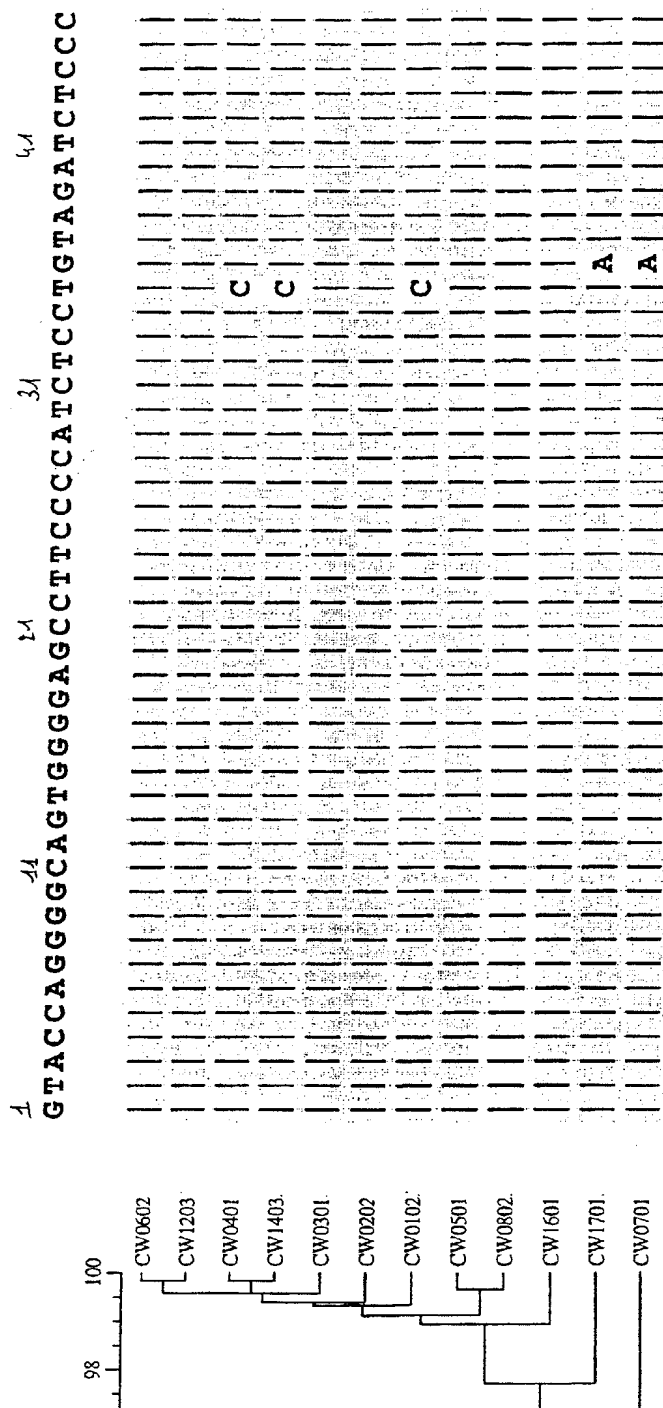 1 11 21 31 41
GTACCAGGGGCAGTGGGGAGCCTTCCCCATCTCCTGTAGATCTCCC
98 100
CW0602
CW1203
CW0401 C
CW1403. C
CW0301.
CW0202
CW0102. C
CW0501
CW0802.
CW1601
CW1701. A
CW0701 A